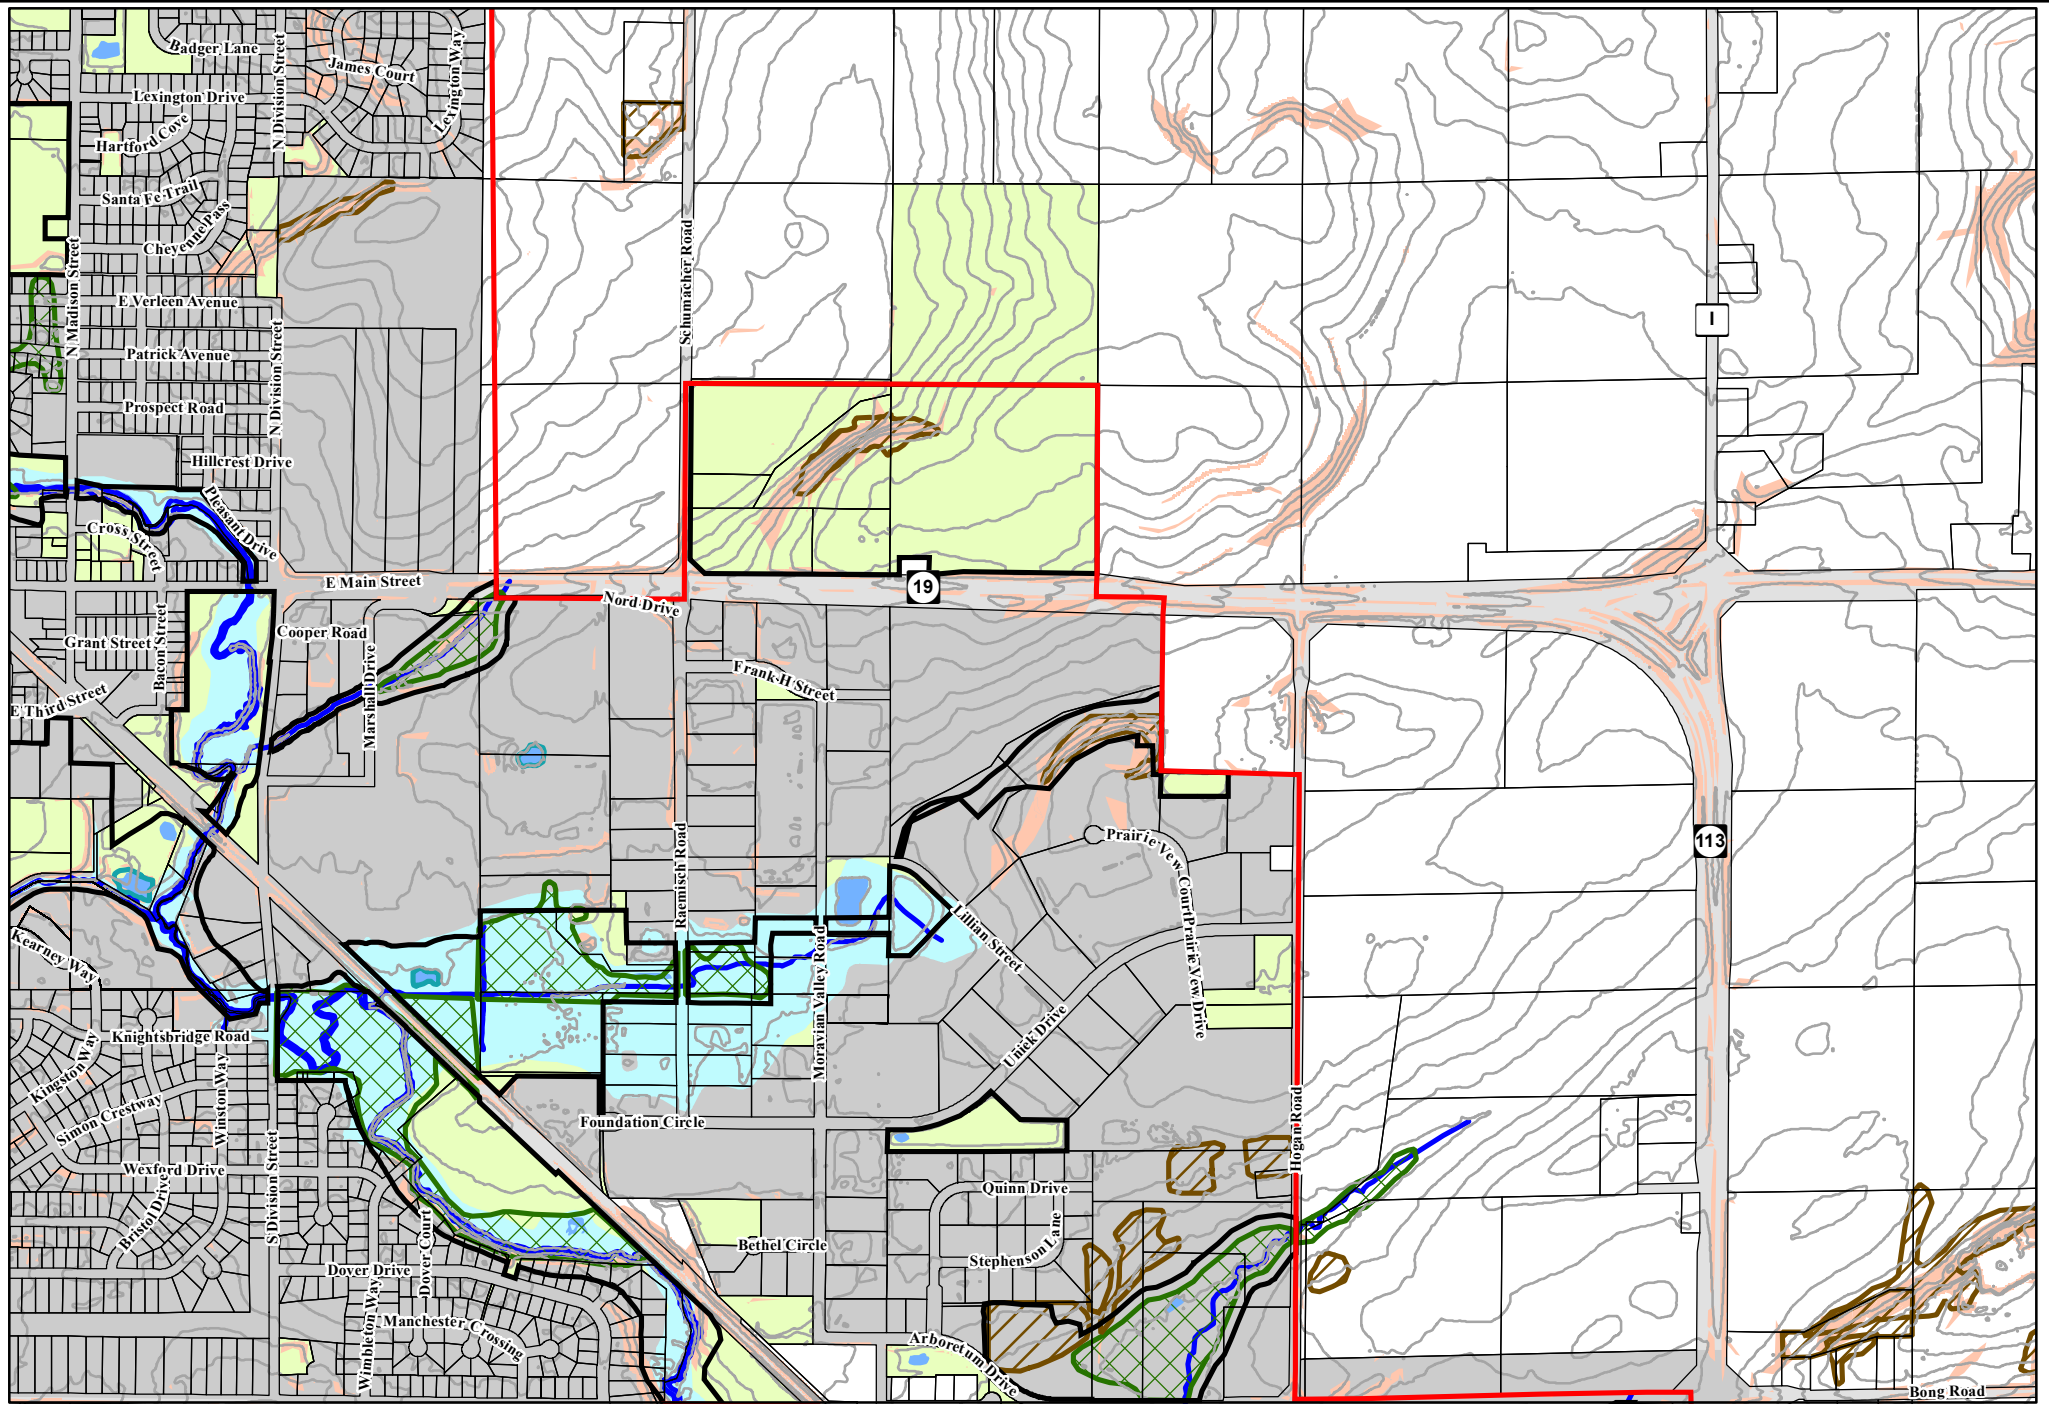 Badger Lane
N Division Street
Lexington Way
James Court
Lexington Drive
Hartford Cove
Santa Fe Trail
Cheyenne Pass
N Madison Street
Schumacher Road
E Verleen Avenue
I
Patrick Avenue
N Division Street
Prospect Road
Hillcrest Drive
Pleasant Drive
Cross Street
E Main Street
19
Nord Drive
Bacon Street
Cooper Road
Grant Street
Marshall Drive
Frank H Street
E Third Street
113
Raemisch Road
Prairie Vew Court
Lillian Street
Kearney Way
Prairie View Drive
Moravian Valley Road
Uniek Drive
Knightsbridge Road
Kingston Way
Winston Way
Simon Crestway
Foundation Circle
Hogan Road
Wexford Drive
S Division Street
Bristol Drive
Quinn Drive
Dover Court
Bethel Circle
Stephenson Lane
Dover Drive
Wimbleton Way
Manchester Crossing
Arboretum Drive
Bong Road